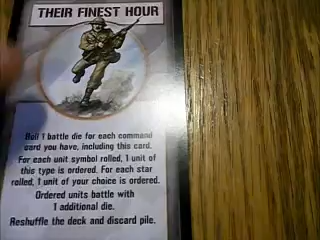 THEIR FINEST HOUR
Roll 1 battle die for each command
card you have, including this card.
For each unit symbol rolled, 1 unit of
this type is ordered. For each star
rolled, 1 unit of your choice is ordered.
Ordered units battle with
1 additional die.
Reshuffle the deck and discard pile.